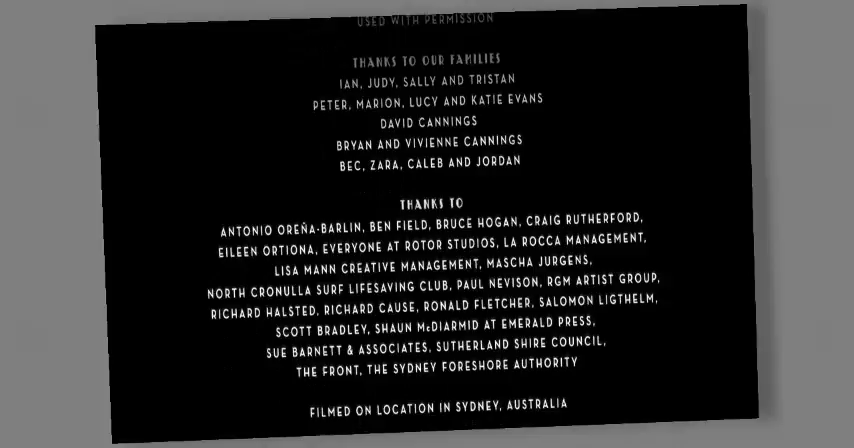 USED WITH PERMISSION
THANKS TO OUR FAMILIES
IAN, JUDY, SALLY AND TRISTAN
PETER, MARION, LUCY AND KATIE EVANS
DAVID CANNINGS
BRYAN AND VIVIENNE CANNINGS
BEC, ZARA, CALEB AND JORDAN
THANKS TO
ANTONIO OREÑA-BARLIN, BEN FIELD, BRUCE HOGAN, CRAIG RUTHERFORD,
EILEEN ORTIONA, EVERYONE AT ROTOR STUDIOS, LA ROCCA MANAGEMENT,
LISA MANN CREATIVE MANAGEMENT, MASCHA JURGENS,
NORTH CRONULLA SURF LIFESAVING CLUB, PAUL NEVISON, RGM ARTIST GROUP,
RICHARD HALSTED, RICHARD CAUSE, RONALD FLETCHER, SALOMON LIGTHELM,
SCOTT BRADLEY, SHAUN McDIARMID AT EMERALD PRESS,
SUE BARNETT & ASSOCIATES, SUTHERLAND SHIRE COUNCIL,
THE FRONT, THE SYDNEY FORESHORE AUTHORITY
FILMED ON LOCATION IN SYDNEY, AUSTRALIA